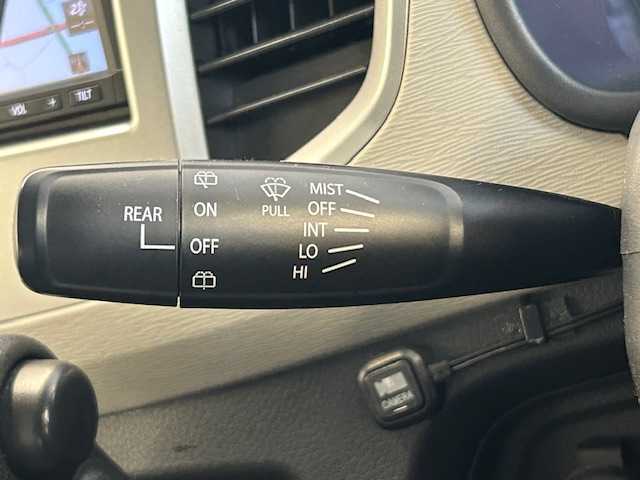 VOL + TILT
REAR
ON
OFF
PULL
MIST
OFF
INT
LO
HI
CAMERA